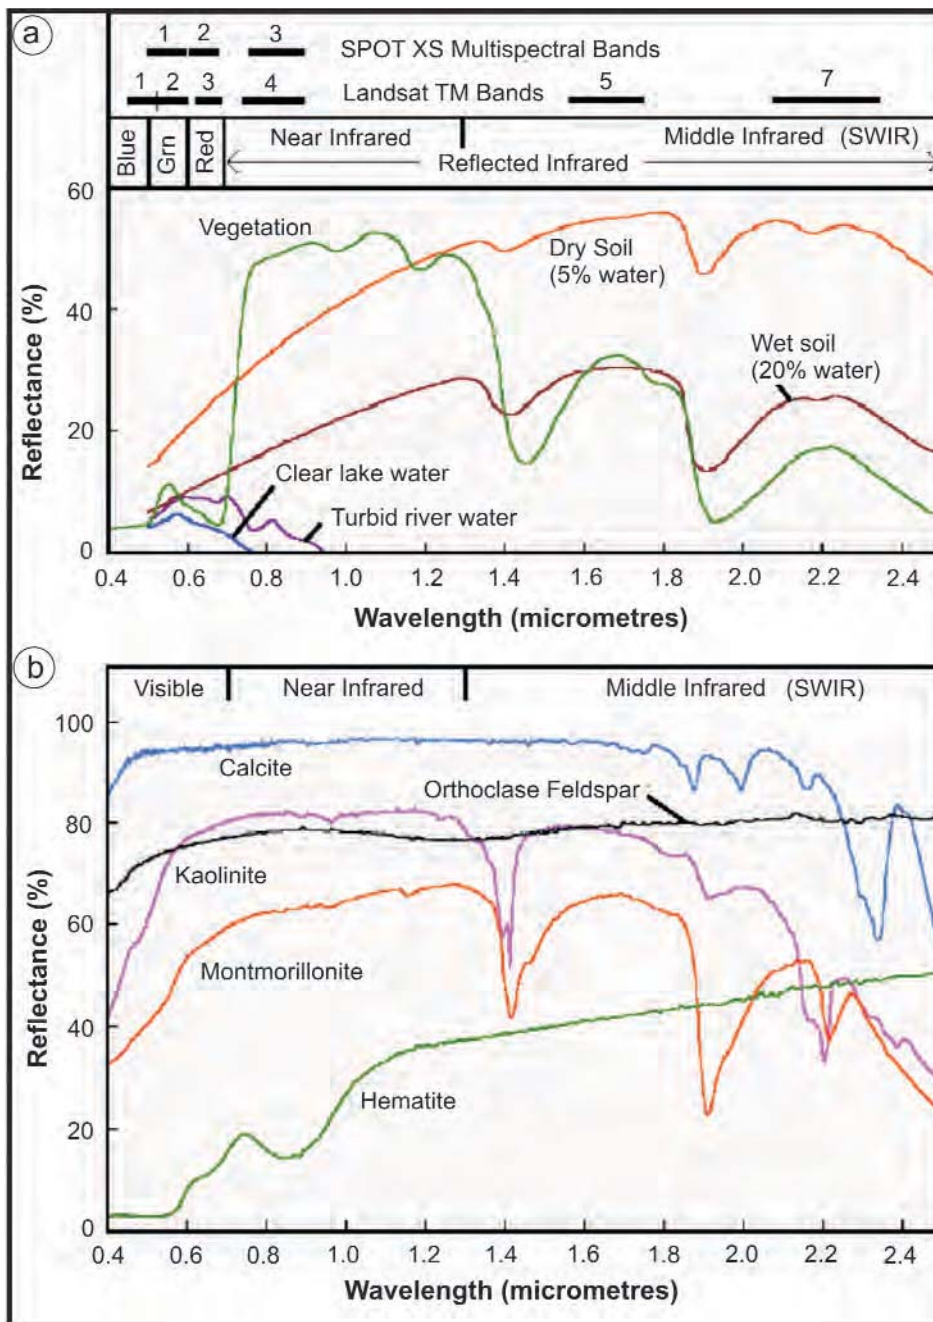 a
1 2 3
SPOT XS Multispectral Bands
1 2 3 4 5 7
Landsat TM Bands
Blue
Grn
Red
Near Infrared
Middle Infrared (SWIR)
Reflected Infrared
60
40
20
0
Reflectance (%)
Vegetation
Dry Soil
(5% water)
Wet soil
(20% water)
Clear lake water
Turbid river water
0.4 0.6 0.8 1.0 1.2 1.4 1.6 1.8 2.0 2.2 2.4
Wavelength (micrometres)
b
Visible
Near Infrared
Middle Infrared (SWIR)
100
80
60
40
20
0
Reflectance (%)
Calcite
Orthoclase Feldspar
Kaolinite
Montmorillonite
Hematite
0.4 0.6 0.8 1.0 1.2 1.4 1.6 1.8 2.0 2.2 2.4
Wavelength (micrometres)